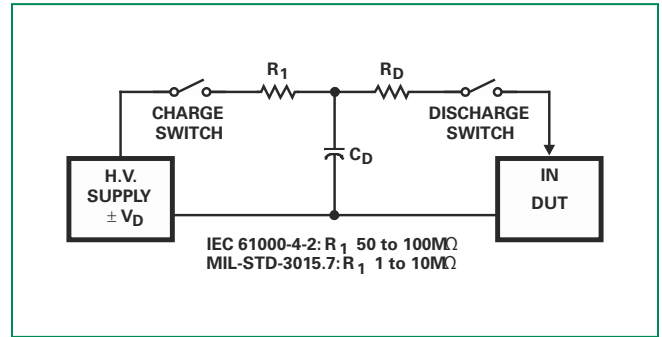 R1
RD
CHARGE
SWITCH
DISCHARGE
SWITCH
CD
H.V.
SUPPLY
± VD
IN
DUT
IEC 61000-4-2: R1 50 to 100MΩ
MIL-STD-3015.7: R1 1 to 10MΩ